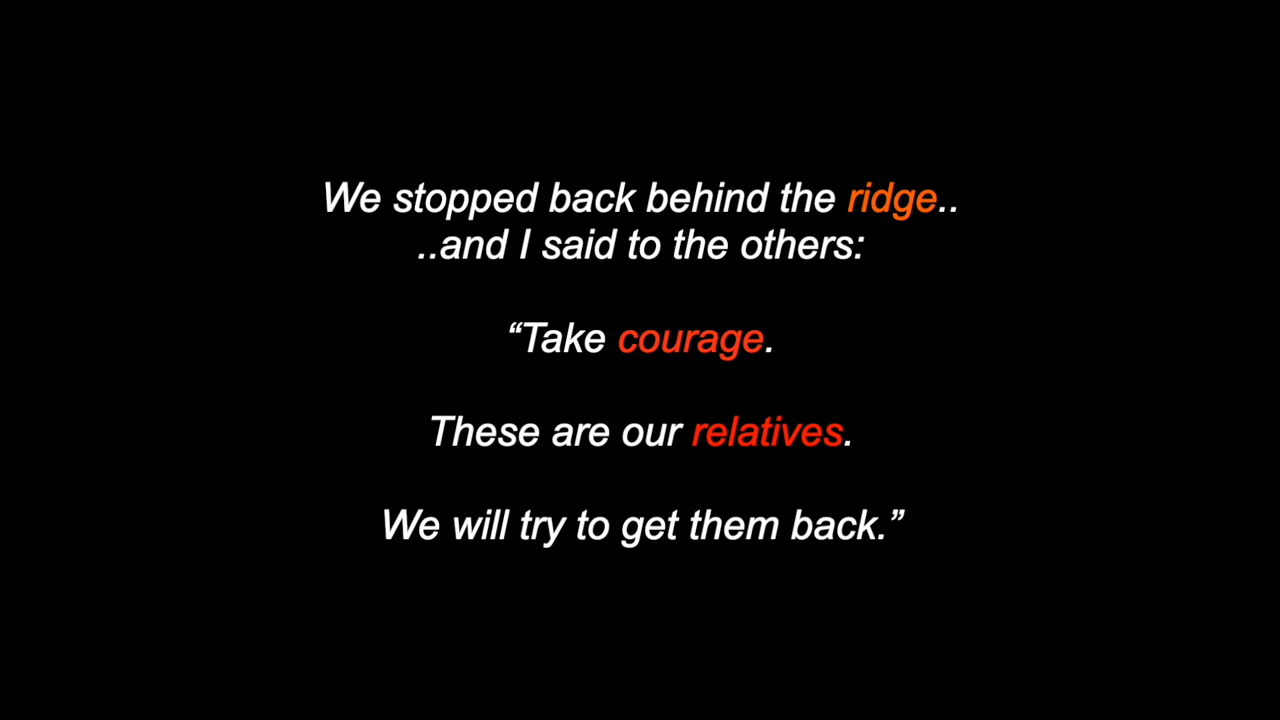 We stopped back behind the ridge..
..and I said to the others:
“Take courage.
These are our relatives.
We will try to get them back.”